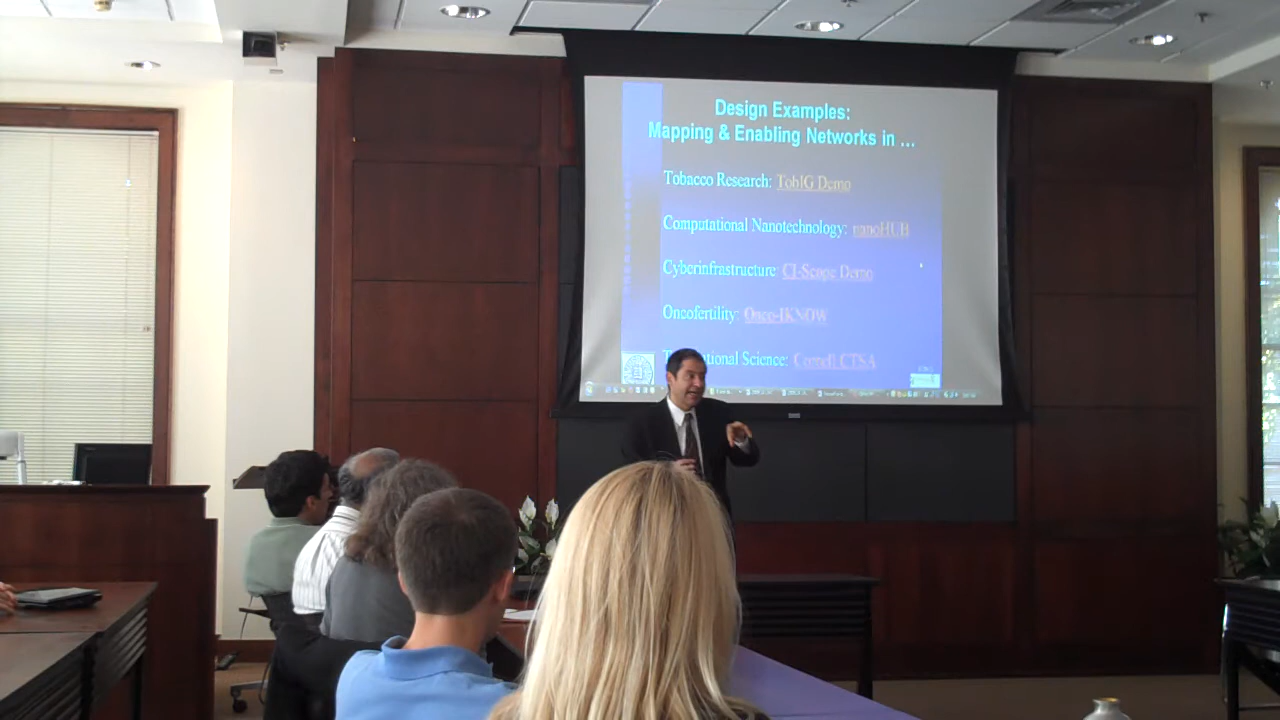 Design Examples:
Mapping & Enabling Networks in ...
Tobacco Research: TobIG Demo
Computational Nanotechnology: nanoHUB
Cyberinfrastructure: CI-Scope Demo
Oncofertility: Onco-IKNOW
Science: Cornell CTSA